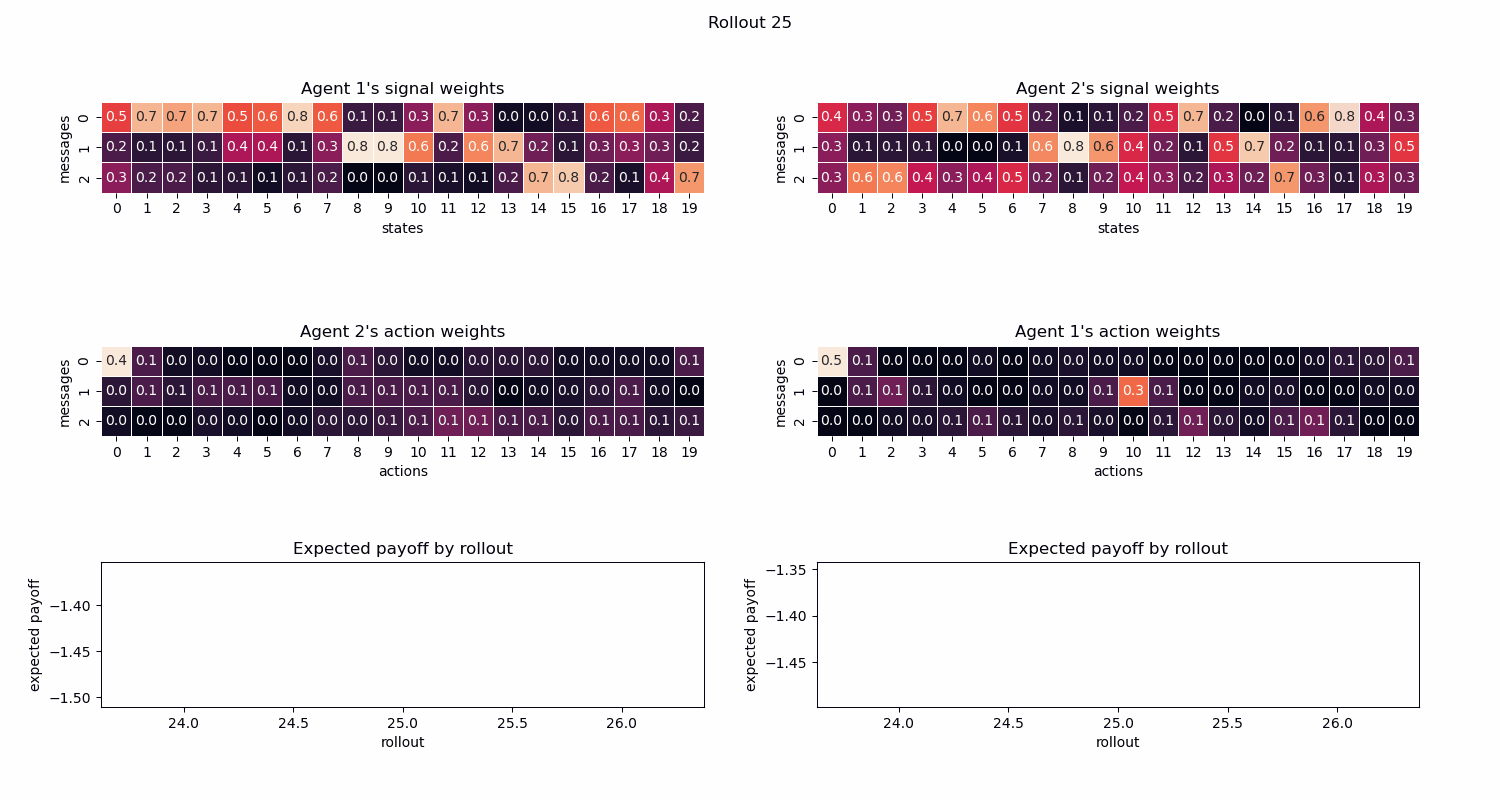 Rollout 25
Agent 1's signal weights
messages
0 0.5 0.7 0.7 0.7 0.5 0.6 0.8 0.6 0.1 0.1 0.3 0.7 0.3 0.0 0.0 0.1 0.6 0.6 0.3 0.2
1 0.2 0.1 0.1 0.1 0.4 0.4 0.1 0.3 0.8 0.8 0.6 0.2 0.6 0.7 0.2 0.1 0.3 0.3 0.3 0.2
2 0.3 0.2 0.2 0.1 0.1 0.1 0.1 0.2 0.0 0.0 0.1 0.1 0.1 0.2 0.7 0.8 0.2 0.1 0.4 0.7
0 1 2 3 4 5 6 7 8 9 10 11 12 13 14 15 16 17 18 19
states
Agent 2's signal weights
messages
0 0.4 0.3 0.3 0.5 0.7 0.6 0.5 0.2 0.1 0.1 0.2 0.5 0.7 0.2 0.0 0.1 0.6 0.8 0.4 0.3
1 0.3 0.1 0.1 0.1 0.0 0.0 0.1 0.6 0.8 0.6 0.4 0.2 0.1 0.5 0.7 0.2 0.1 0.1 0.3 0.5
2 0.3 0.6 0.6 0.4 0.3 0.4 0.5 0.2 0.1 0.2 0.4 0.3 0.2 0.3 0.2 0.7 0.3 0.1 0.3 0.3
0 1 2 3 4 5 6 7 8 9 10 11 12 13 14 15 16 17 18 19
states
Agent 2's action weights
messages
0 0.4 0.1 0.0 0.0 0.0 0.0 0.0 0.0 0.1 0.0 0.0 0.0 0.0 0.0 0.0 0.0 0.0 0.0 0.0 0.1
1 0.0 0.1 0.1 0.1 0.1 0.1 0.0 0.0 0.1 0.1 0.1 0.1 0.0 0.0 0.0 0.0 0.0 0.1 0.0 0.0
2 0.0 0.0 0.0 0.0 0.0 0.0 0.0 0.0 0.0 0.1 0.1 0.1 0.1 0.1 0.1 0.0 0.1 0.1 0.1 0.1
0 1 2 3 4 5 6 7 8 9 10 11 12 13 14 15 16 17 18 19
actions
Agent 1's action weights
messages
0 0.5 0.1 0.0 0.0 0.0 0.0 0.0 0.0 0.0 0.0 0.0 0.0 0.0 0.0 0.0 0.0 0.0 0.1 0.0 0.1
1 0.0 0.1 0.1 0.1 0.0 0.0 0.0 0.0 0.0 0.1 0.3 0.1 0.0 0.0 0.0 0.0 0.0 0.0 0.0 0.0
2 0.0 0.0 0.0 0.0 0.1 0.1 0.1 0.0 0.1 0.0 0.0 0.1 0.1 0.0 0.0 0.1 0.1 0.1 0.0 0.0
0 1 2 3 4 5 6 7 8 9 10 11 12 13 14 15 16 17 18 19
actions
Expected payoff by rollout
expected payoff
−1.40
−1.45
−1.50
24.0 24.5 25.0 25.5 26.0
rollout
Expected payoff by rollout
expected payoff
−1.35
−1.40
−1.45
24.0 24.5 25.0 25.5 26.0
rollout